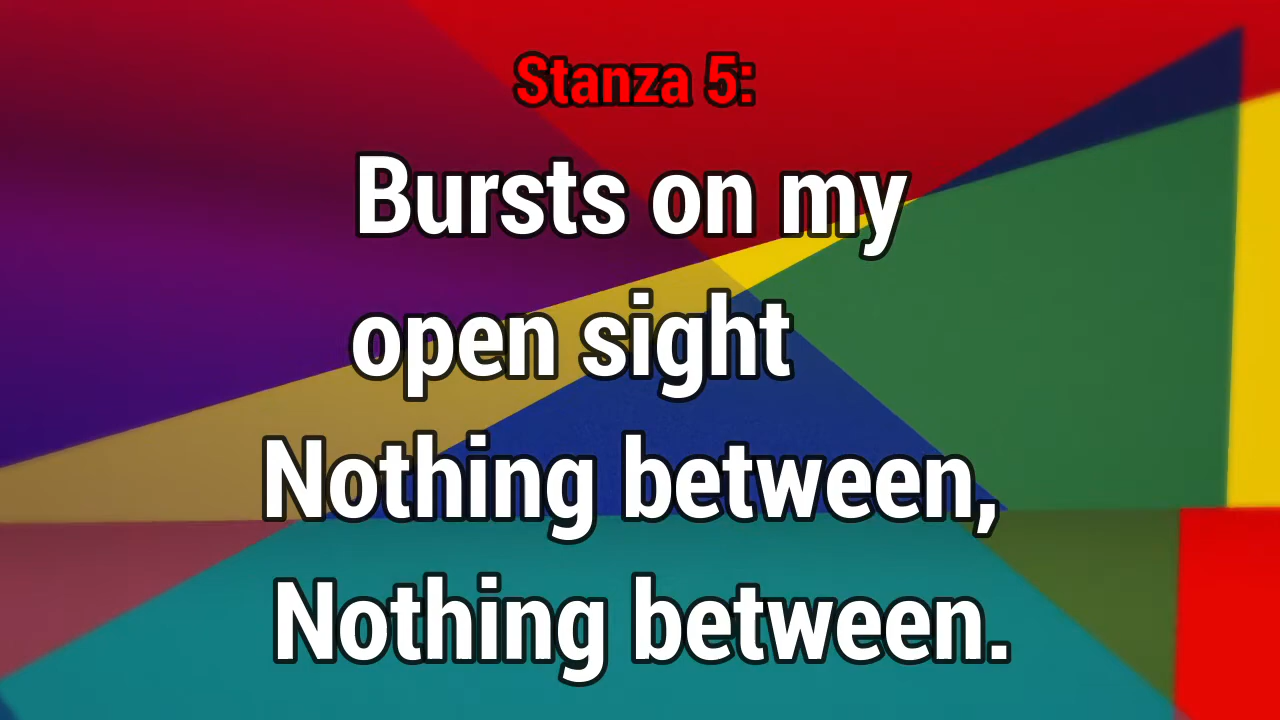 Stanza 5:
Bursts on my
open sight
Nothing between,
Nothing between.